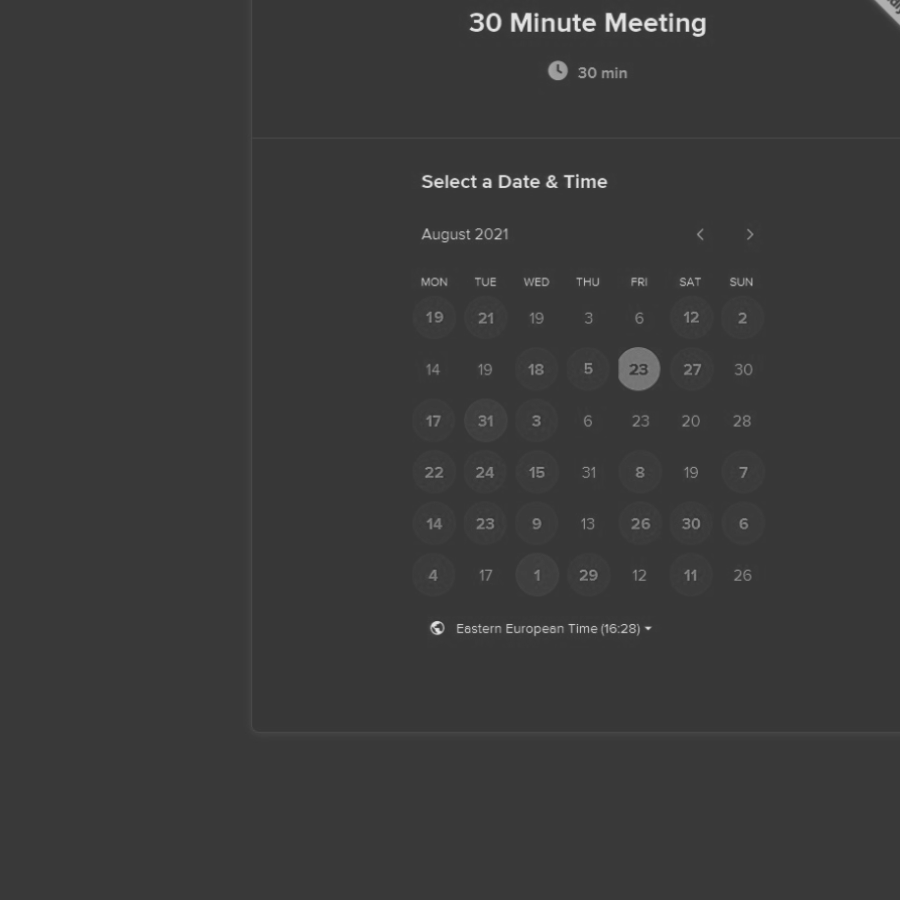 30 Minute Meeting
30 min
Select a Date & Time
August 2021
MON TUE WED THU FRI SAT SUN
19 21 19 3 6 12 2
14 19 18 5 23 27 30
17 31 3 6 23 20 28
22 24 15 31 8 19 7
14 23 9 13 26 30 6
4 17 1 29 12 11 26
Eastern European Time (16:28)